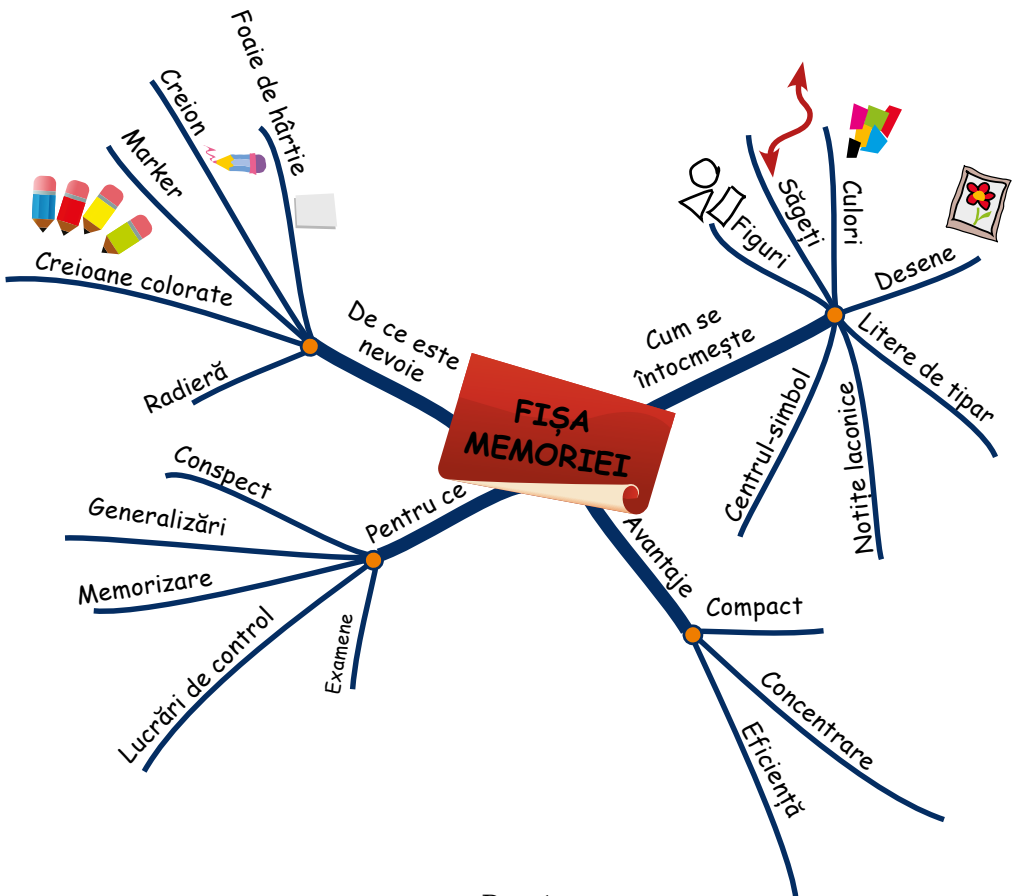 FIȘA
MEMORIEI
De ce este
nevoie
Foaie de hârtie
Creion
Marker
Creioane colorate
Radieră
Cum se
întocmește
Figuri
Săgeți
Culori
Desene
Litere de tipar
Notițe laconice
Centrul-simbol
Pentru ce
Conspect
Generalizări
Memorizare
Lucrări de control
Examene
Avantaje
Compact
Concentrare
Eficiență